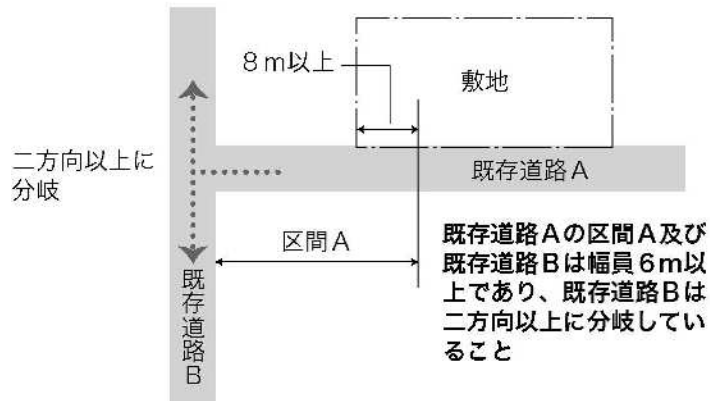 8m以上
敷地
二方向以上に
分岐
既存道路A
区間A
既存道路B
既存道路Aの区間A及び
既存道路Bは幅員6m以
上であり、既存道路Bは
二方向以上に分岐してい
ること